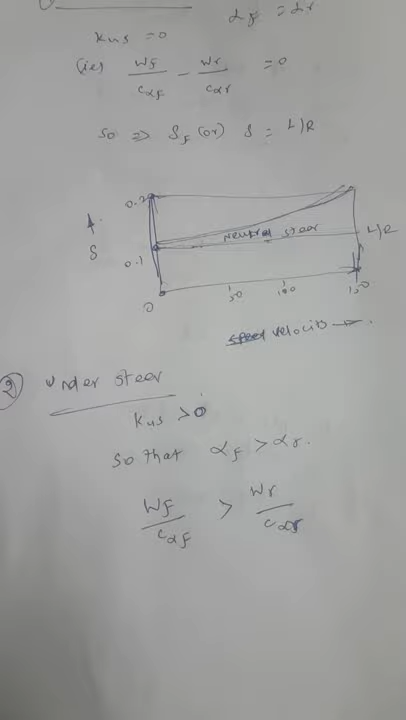 αf = αr
Kus = 0
(ie) Wf/Cαf - Wr/Cαr = 0
So ⇒ δf (or) δ = L/R
0.2
δ
Neutral steer
L/R
0.1
0
50
100
150
velocity →.
② Under steer
Kus > 0
So that αf > αr.
Wf/Cαf > Wr/Cαr